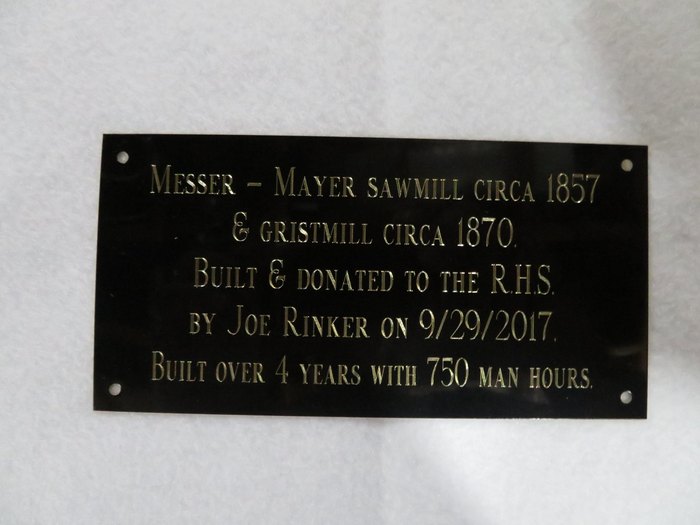 Messer – Mayer sawmill circa 1857
& gristmill circa 1870.
Built & donated to the R.H.S.
by Joe Rinker on 9/29/2017.
Built over 4 years with 750 man hours.